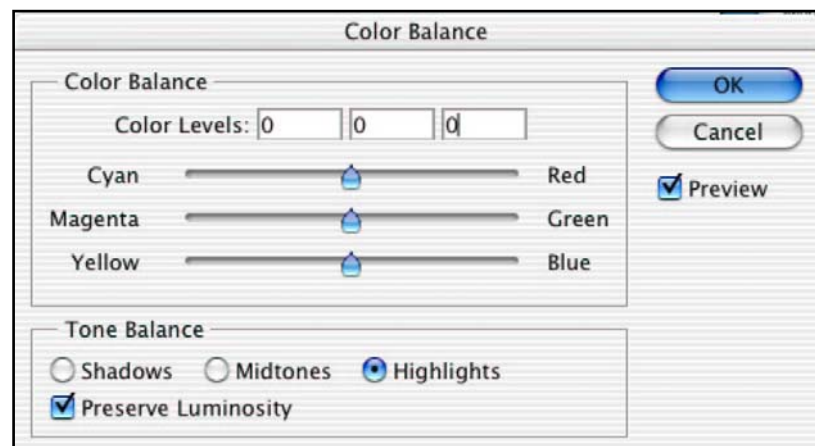 Color Balance
Color Balance
OK
Color Levels: 0 0 0
Cancel
Cyan Red
Preview
Magenta Green
Yellow Blue
Tone Balance
Shadows Midtones Highlights
Preserve Luminosity